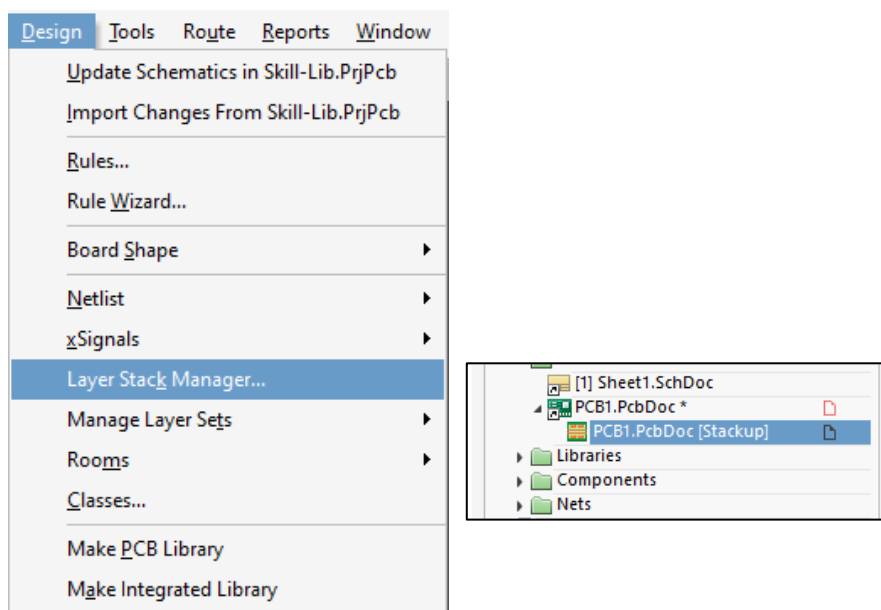 Design Tools Route Reports Window
Update Schematics in Skill-Lib.PrjPcb
Import Changes From Skill-Lib.PrjPcb
Rules...
Rule Wizard...
Board Shape
Netlist
xSignals
Layer Stack Manager...
Manage Layer Sets
Rooms
Classes...
Make PCB Library
Make Integrated Library
[1] Sheet1.SchDoc
PCB1.PcbDoc *
PCB1.PcbDoc [Stackup]
Libraries
Components
Nets